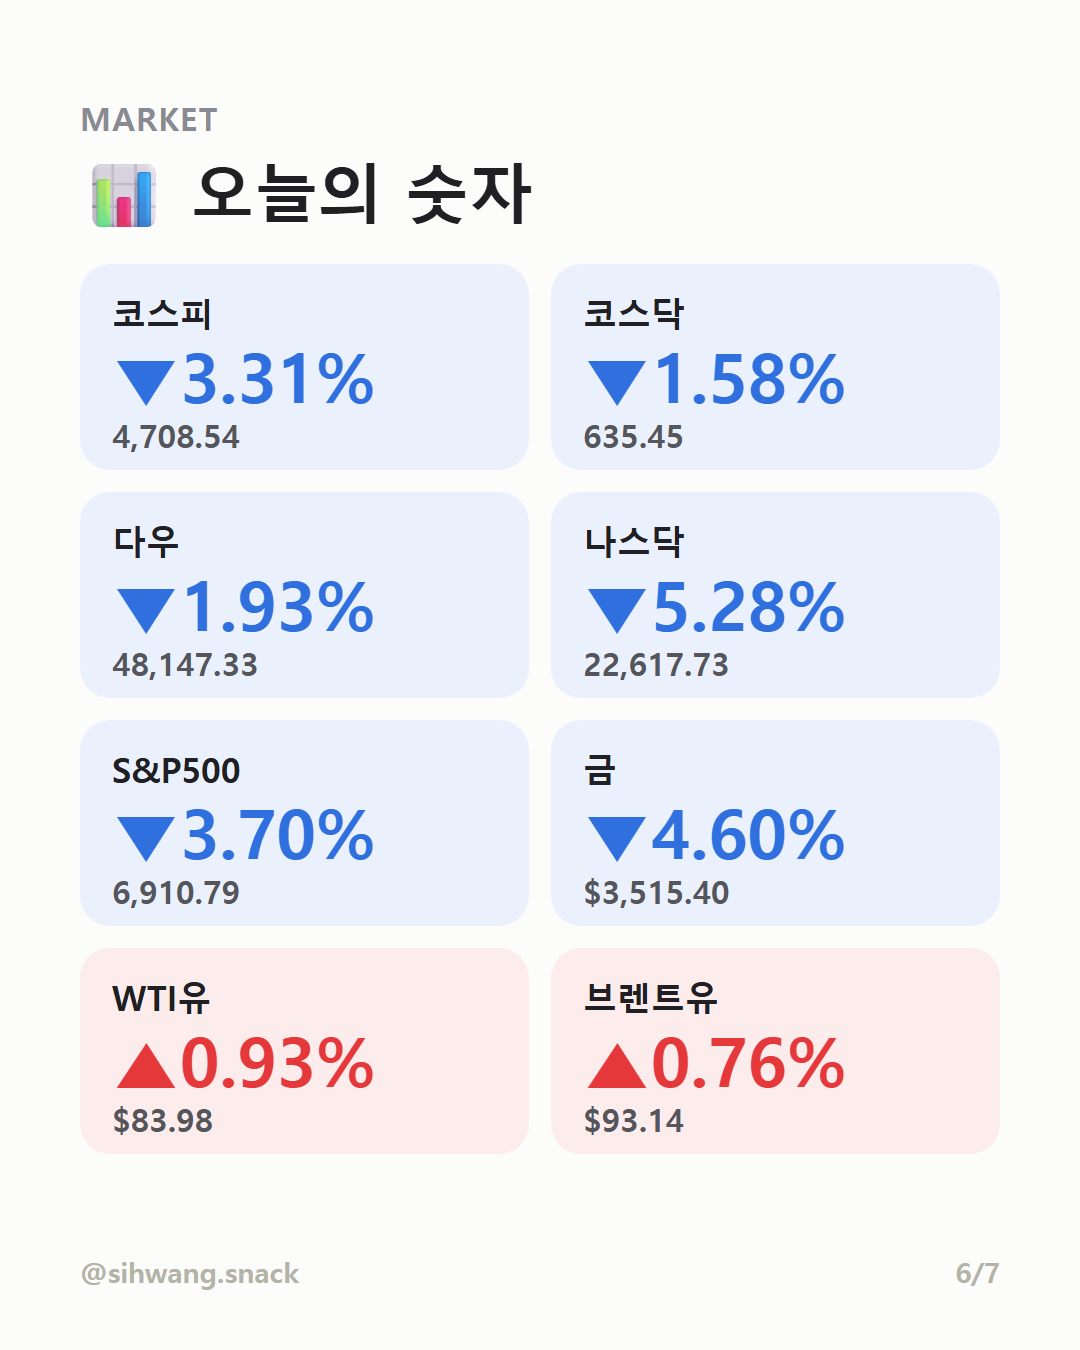 MARKET
오늘의 숫자
코스피
▼3.31%
4,708.54
코스닥
▼1.58%
635.45
다우
▼1.93%
48,147.33
나스닥
▼5.28%
22,617.73
S&P500
▼3.70%
6,910.79
금
▼4.60%
$3,515.40
WTI유
▲0.93%
$83.98
브렌트유
▲0.76%
$93.14
@sihwang.snack
6/7